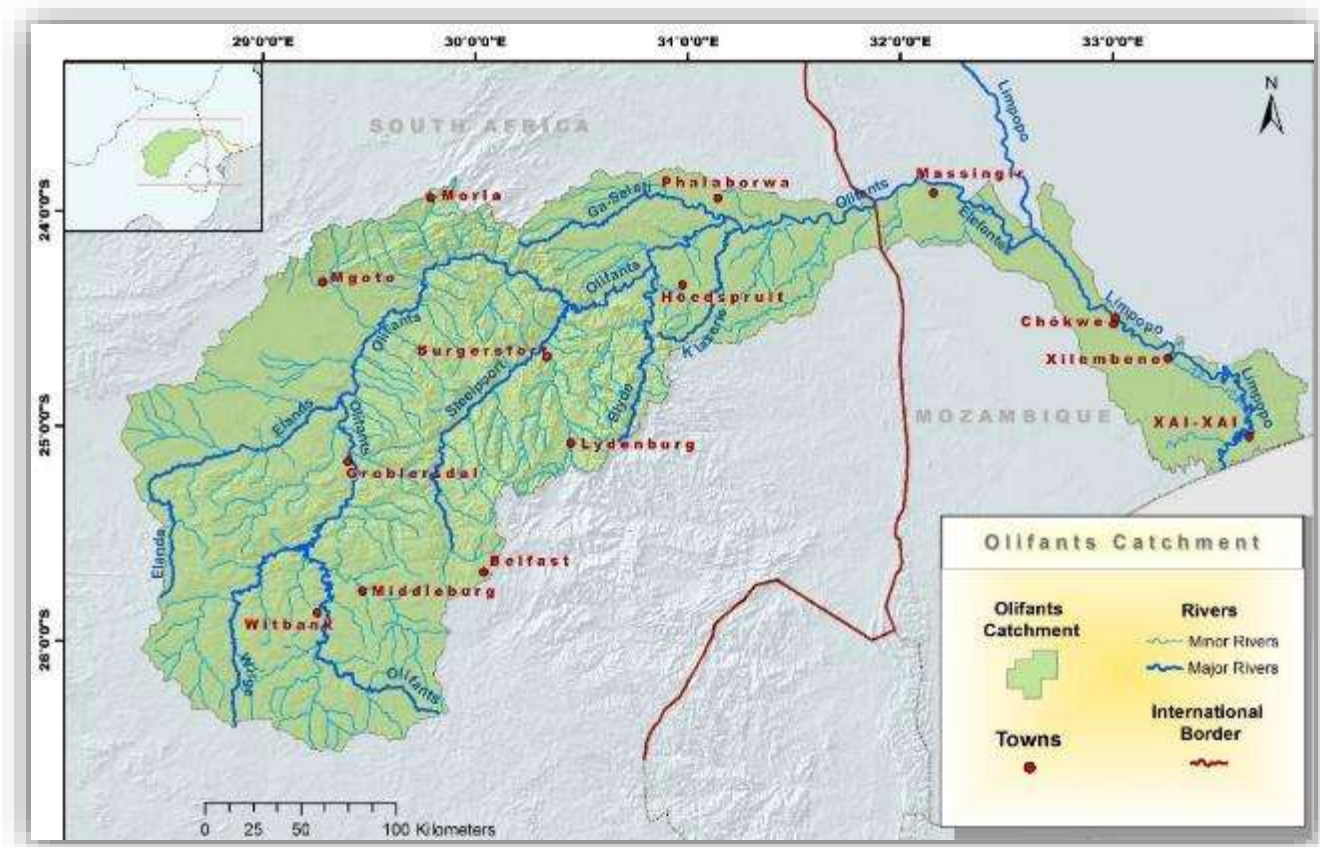 29°0'0"E 30°0'0"E 31°0'0"E 32°0'0"E 33°0'0"E
N
Limpopo
SOUTH AFRICA
Massingir
Phalaborwa
Moria
Ga-Selati
Olifants
24°0'0"S
Elefants
Mgoto
Olifants
Hoedspruit
Limpopo
Olifants
Chókwe
Klaserie
Burgersfort
Xilembene
Steelpoort
Limpopo
Blyde
Elands
Olifants
MOZAMBIQUE
XAI-XAI
25°0'0"S
Lydenburg
Groblersdal
Elands
Belfast
Middleburg
Witbank
26°0'0"S
Wilge
Olifants
Olifants Catchment
Olifants
Catchment
Rivers
Minor Rivers
Major Rivers
International
Border
Towns
0 25 50 100 Kilometers